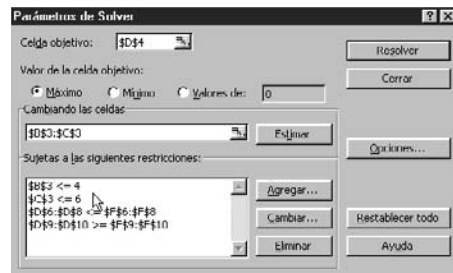 Parámetros de Solver
Celda objetivo: $D$4
Resolver
Valor de la celda objetivo:
Cerrar
Máximo Mínimo Valores de: 0
Cambiando las celdas
$B$3:$C$3 Estimar
Opciones...
Sujetas a las siguientes restricciones:
$B$3 <= 4
$C$3 <= 6
$D$6:$D$8 <= $F$6:$F$8
$D$9:$D$10 >= $F$9:$F$10
Agregar...
Cambiar...
Restablecer todo
Eliminar
Ayuda